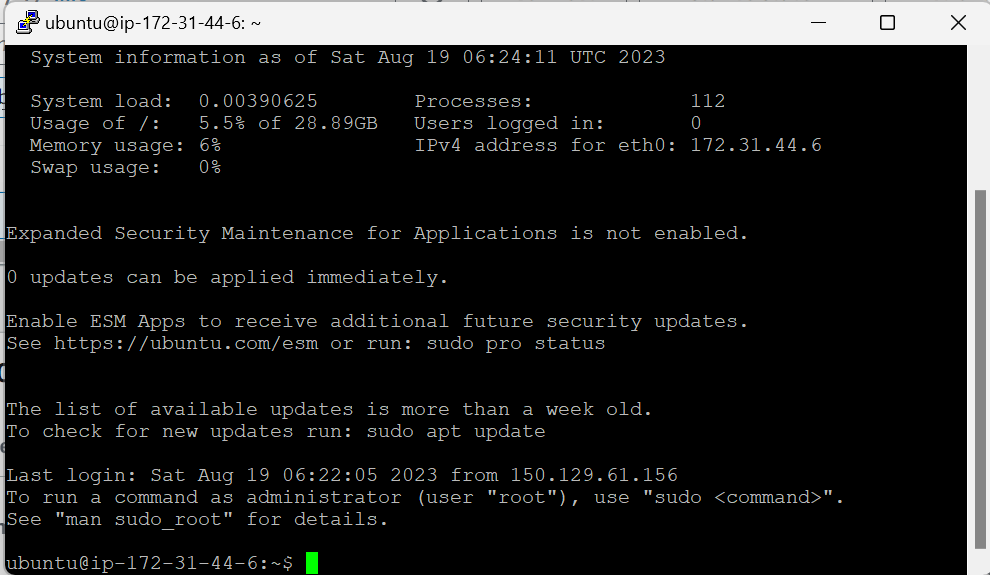 ubuntu@ip-172-31-44-6: ~
System information as of Sat Aug 19 06:24:11 UTC 2023
System load:  0.00390625        Processes:             112
Usage of /:   5.5% of 28.89GB   Users logged in:       0
Memory usage: 6%                IPv4 address for eth0: 172.31.44.6
Swap usage:   0%
Expanded Security Maintenance for Applications is not enabled.
0 updates can be applied immediately.
Enable ESM Apps to receive additional future security updates.
See https://ubuntu.com/esm or run: sudo pro status
The list of available updates is more than a week old.
To check for new updates run: sudo apt update
Last login: Sat Aug 19 06:22:05 2023 from 150.129.61.156
To run a command as administrator (user "root"), use "sudo <command>".
See "man sudo_root" for details.
ubuntu@ip-172-31-44-6:~$